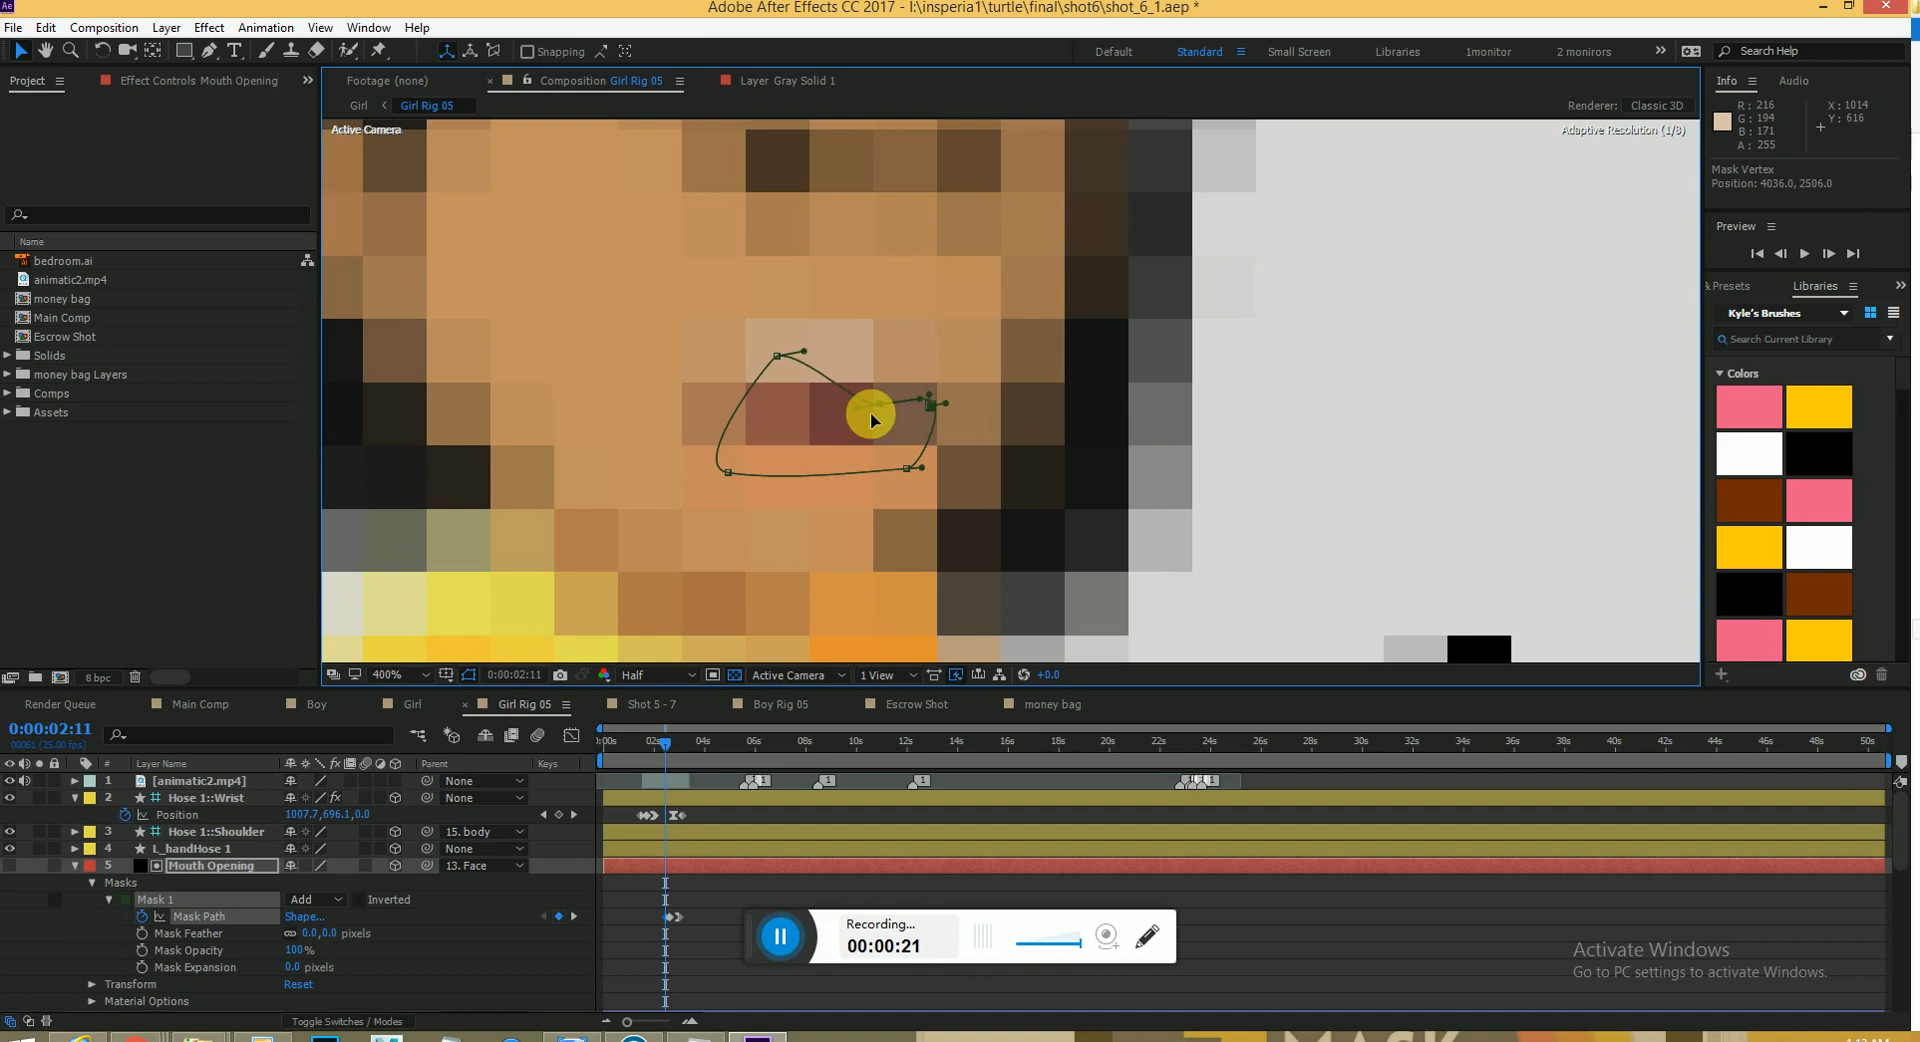 Ae
Adobe After Effects CC 2017 - I:\insperia1\turtle\final\shot6\shot_6_1.aep *
File Edit Composition Layer Effect Animation View Window Help
Snapping
Default Standard Small Screen Libraries 1monitor 2 monirors Search Help
Project Effect Controls Mouth Opening
Footage (none) Composition Girl Rig 05 Layer Gray Solid 1
Info Audio
Girl Girl Rig 05 Renderer: Classic 3D
R: 216 X: 1014
G: 194 Y: 616
B: 171
A: 255
Active Camera Adaptive Resolution (1/8)
Mask Vertex
Position: 4036.0, 2506.0
Preview
Name
bedroom.ai
animatic2.mp4
money bag
Main Comp
Escrow Shot
Solids
money bag Layers
Comps
Assets
& Presets Libraries
Kyle's Brushes
Search Current Library
Colors
8 bpc
400% 0:00:02:11 Half Active Camera 1 View +0.0
Render Queue Main Comp Boy Girl Girl Rig 05 Shot 5 - 7 Boy Rig 05 Escrow Shot money bag
0:00:02:11
00061 (25.00 fps)
:00s 02s 04s 06s 08s 10s 12s 14s 16s 18s 20s 22s 24s 26s 28s 30s 32s 34s 36s 38s 40s 42s 44s 46s 48s 50s
# Layer Name Parent Keys
1 [animatic2.mp4] None
2 Hose 1::Wrist fx None
Position 1007.7,696.1,0.0
3 Hose 1::Shoulder 15. body
4 L_handHose 1 None
5 Mouth Opening 13. Face
Masks
Mask 1 Add Inverted
Mask Path Shape...
Mask Feather 0.0,0.0 pixels
Mask Opacity 100%
Mask Expansion 0.0 pixels
Transform Reset
Material Options
Toggle Switches / Modes
Recording...
00:00:21
Activate Windows
Go to PC settings to activate Windows.
MASK